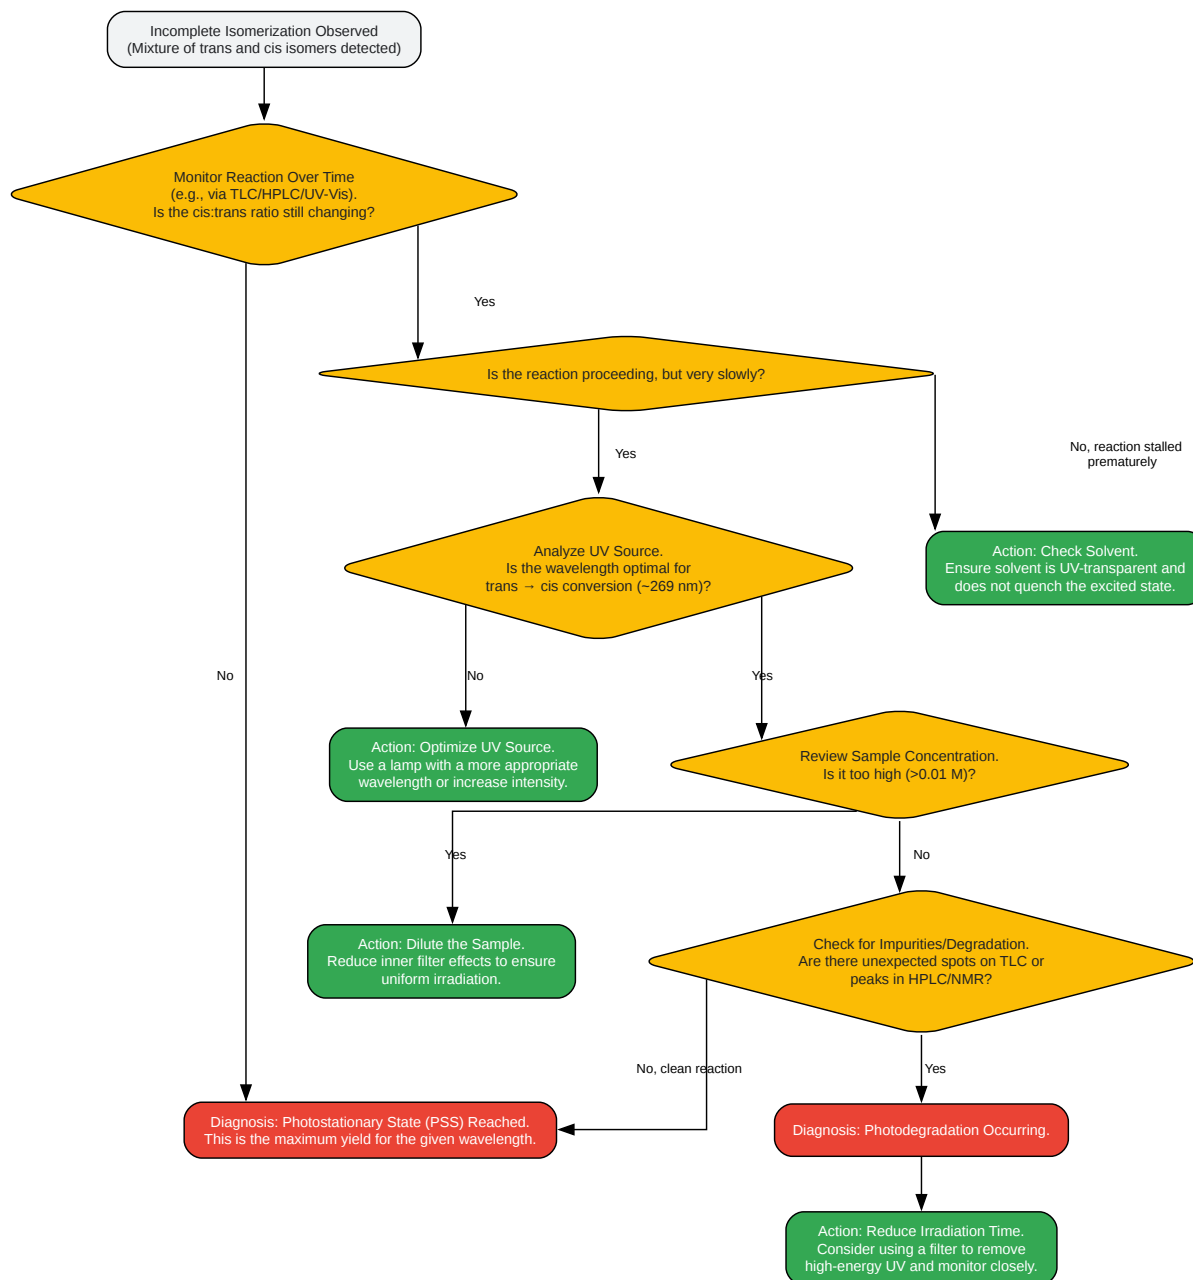 Incomplete Isomerization Observed
(Mixture of trans and cis isomers detected)
Monitor Reaction Over Time
(e.g., via TLC/HPLC/UV-Vis).
Is the cis:trans ratio still changing?
Yes
Is the reaction proceeding, but very slowly?
No, reaction stalled
prematurely
Yes
Analyze UV Source.
Is the wavelength optimal for
trans → cis conversion (~269 nm)?
Action: Check Solvent.
Ensure solvent is UV-transparent and
does not quench the excited state.
No
No
Yes
Action: Optimize UV Source.
Use a lamp with a more appropriate
wavelength or increase intensity.
Review Sample Concentration.
Is it too high (>0.01 M)?
Yes
No
Action: Dilute the Sample.
Reduce inner filter effects to ensure
uniform irradiation.
Check for Impurities/Degradation.
Are there unexpected spots on TLC or
peaks in HPLC/NMR?
No, clean reaction
Yes
Diagnosis: Photostationary State (PSS) Reached.
This is the maximum yield for the given wavelength.
Diagnosis: Photodegradation Occurring.
Action: Reduce Irradiation Time.
Consider using a filter to remove
high-energy UV and monitor closely.